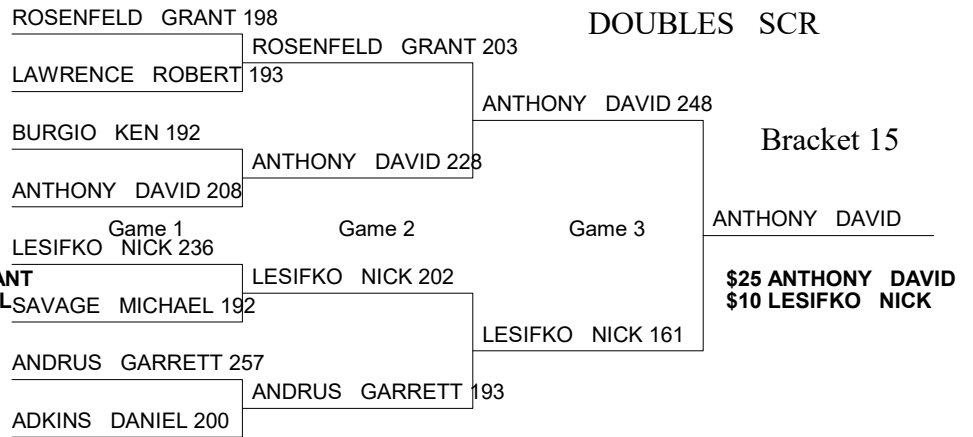 ROSENFELD GRANT 198
DOUBLES SCR
ROSENFELD GRANT 203
LAWRENCE ROBERT 193
ANTHONY DAVID 248
BURGIO KEN 192
Bracket 15
ANTHONY DAVID 228
ANTHONY DAVID 208
ANTHONY DAVID
Game 1 Game 2 Game 3
LESIFKO NICK 236
LESIFKO NICK 202
ANT
$25 ANTHONY DAVID
L
SAVAGE MICHAEL 192
$10 LESIFKO NICK
LESIFKO NICK 161
ANDRUS GARRETT 257
ANDRUS GARRETT 193
ADKINS DANIEL 200